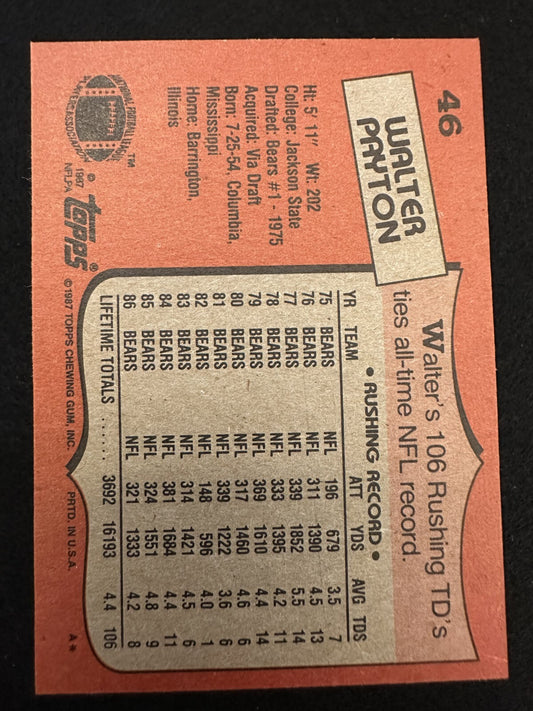 46
WALTER
PAYTON
Walter's 106 Rushing TD's
ties all-time NFL record.
Ht: 5' 11" Wt: 202
College: Jackson State
Drafted: Bears #1 - 1975
Acquired: Via Draft
Born: 7-25-54, Columbia,
Mississippi
Home: Barrington,
Illinois
• RUSHING RECORD •
YR TEAM ATT YDS AVG TDS
75 BEARS NFL 196 679 3.5 7
76 BEARS NFL 311 1390 4.5 13
77 BEARS NFL 339 1852 5.5 14
78 BEARS NFL 333 1395 4.2 11
79 BEARS NFL 369 1610 4.4 14
80 BEARS NFL 317 1460 4.6 6
81 BEARS NFL 339 1222 3.6 6
82 BEARS NFL 148 596 4.0 1
83 BEARS NFL 314 1421 4.5 6
84 BEARS NFL 381 1684 4.4 11
85 BEARS NFL 324 1551 4.8 9
86 BEARS NFL 321 1333 4.2 8
LIFETIME TOTALS ...... 3692 16193 4.4 106
TM
© 1987
NFLPA
topps®
©1987 TOPPS CHEWING GUM, INC.
PRTD. IN U.S.A.
A*